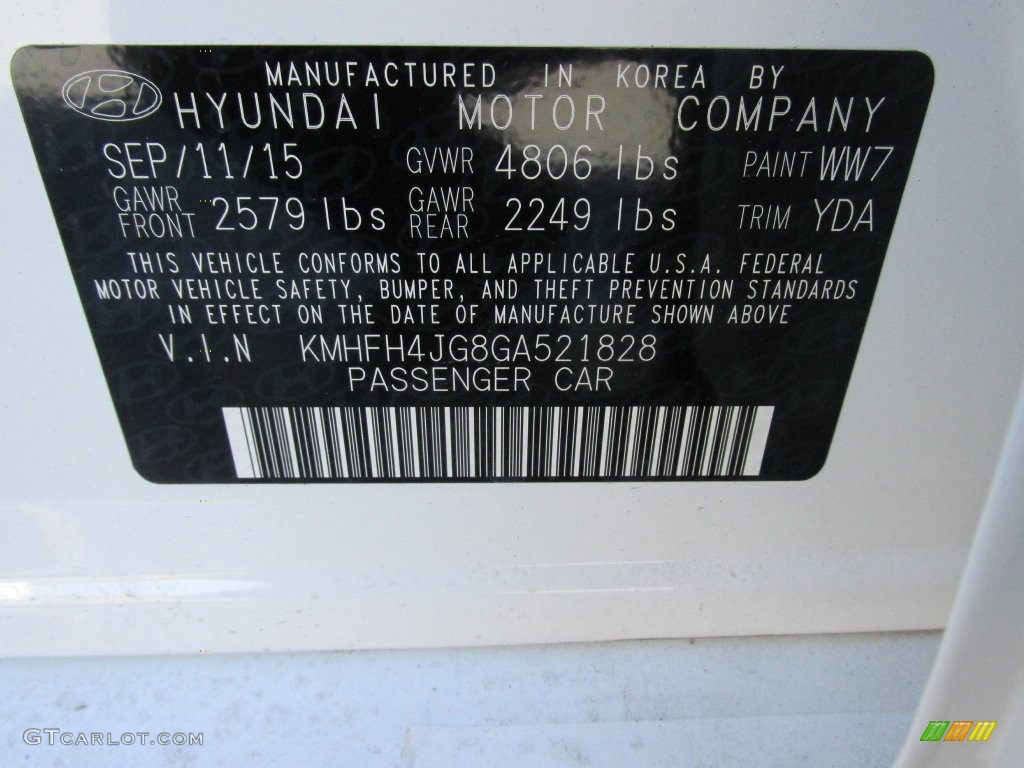 MANUFACTURED IN KOREA BY
HYUNDAI MOTOR COMPANY
SEP/11/15 GVWR 4806 lbs PAINT WW7
GAWR FRONT 2579 lbs GAWR REAR 2249 lbs TRIM YDA
THIS VEHICLE CONFORMS TO ALL APPLICABLE U.S.A. FEDERAL
MOTOR VEHICLE SAFETY, BUMPER, AND THEFT PREVENTION STANDARDS
IN EFFECT ON THE DATE OF MANUFACTURE SHOWN ABOVE
V.I.N KMHFH4JG8GA521828
PASSENGER CAR
GTCARLOT.COM